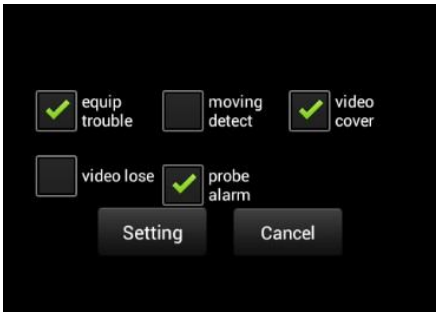 equip moving video
trouble detect cover
video lose probe
alarm
Setting Cancel